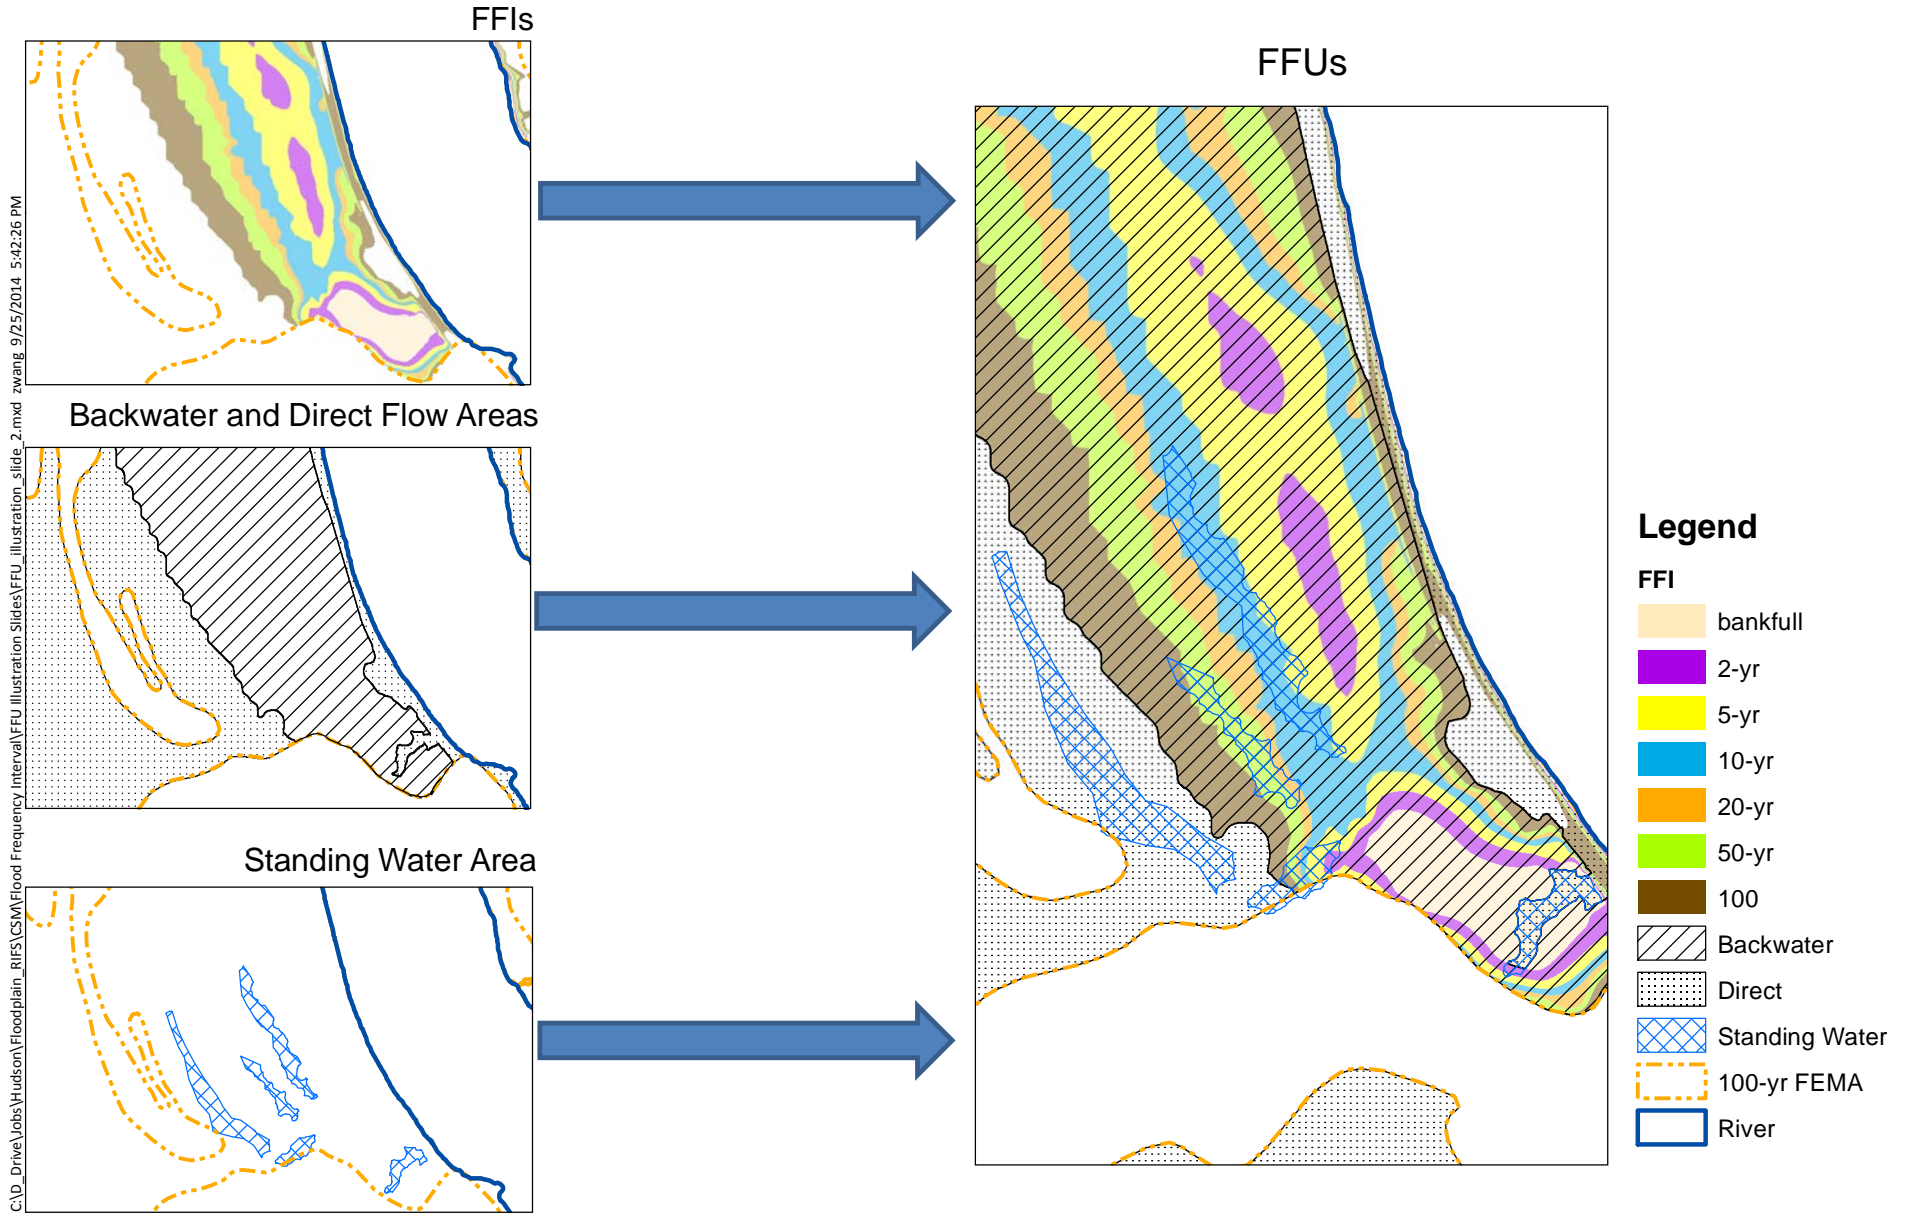 FFIs
FFUs
Backwater and Direct Flow Areas
Standing Water Area
C:\D_Drive\Jobs\Hudson\Floodplain_RIFS\CSM\Flood Frequency Interval\FFU Illustration Slides\FFU_illustration_slide_2.mxd zwang 9/25/2014 5:42:26 PM
Legend
FFI
bankfull
2-yr
5-yr
10-yr
20-yr
50-yr
100
Backwater
Direct
Standing Water
100-yr FEMA
River